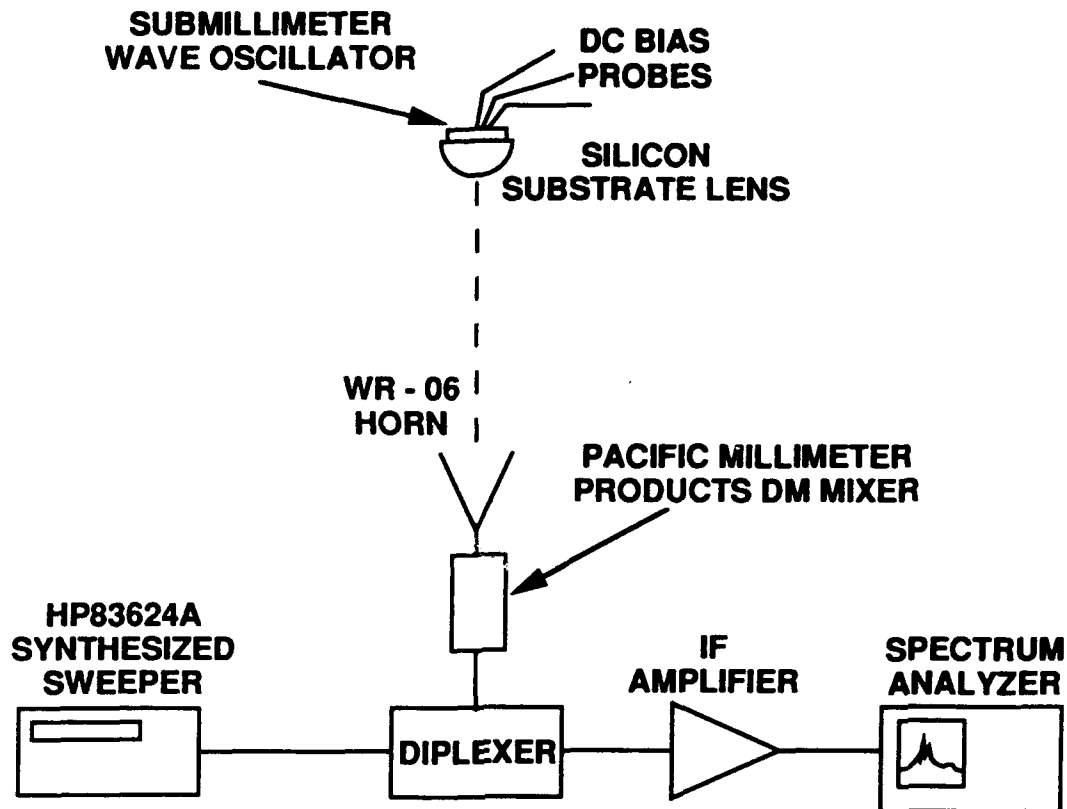 SUBMILLIMETER
WAVE OSCILLATOR
DC BIAS
PROBES
SILICON
SUBSTRATE LENS
WR - 06
HORN
PACIFIC MILLIMETER
PRODUCTS DM MIXER
HP83624A
SYNTHESIZED
SWEEPER
IF
AMPLIFIER
SPECTRUM
ANALYZER
DIPLEXER